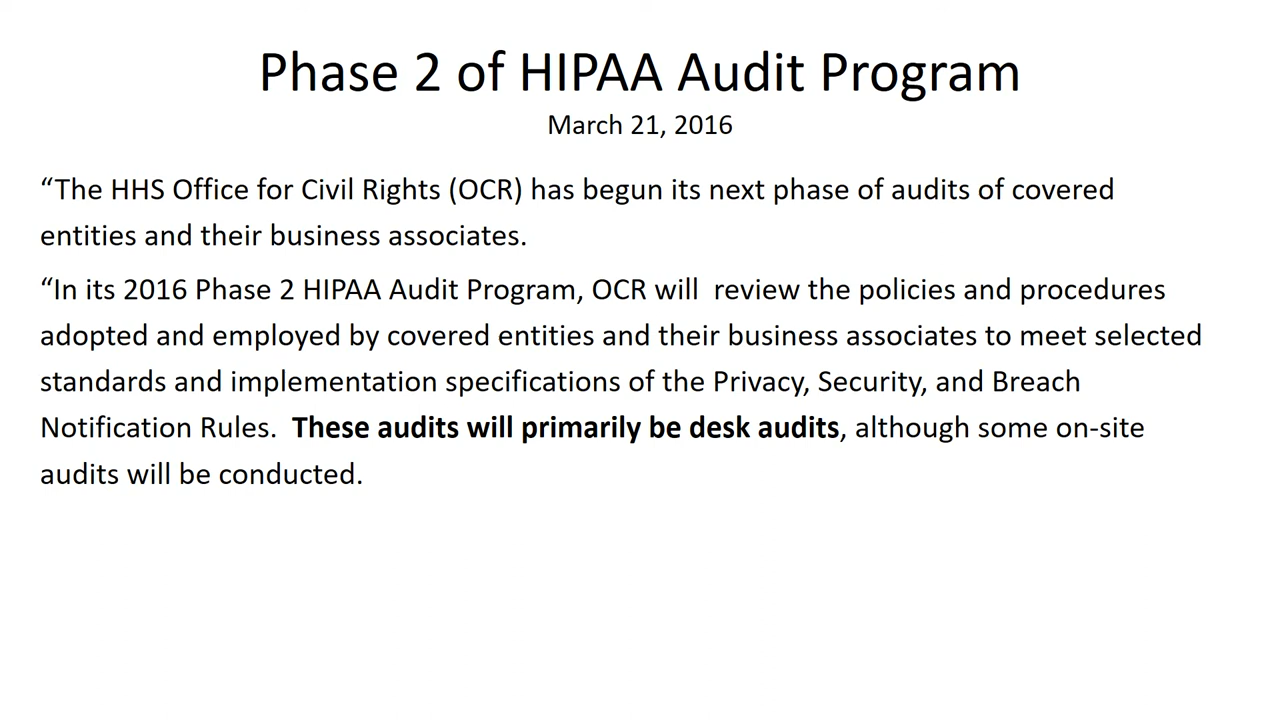 Phase 2 of HIPAA Audit Program
March 21, 2016
“The HHS Office for Civil Rights (OCR) has begun its next phase of audits of covered
entities and their business associates.
“In its 2016 Phase 2 HIPAA Audit Program, OCR will  review the policies and procedures
adopted and employed by covered entities and their business associates to meet selected
standards and implementation specifications of the Privacy, Security, and Breach
Notification Rules.  These audits will primarily be desk audits, although some on-site
audits will be conducted.